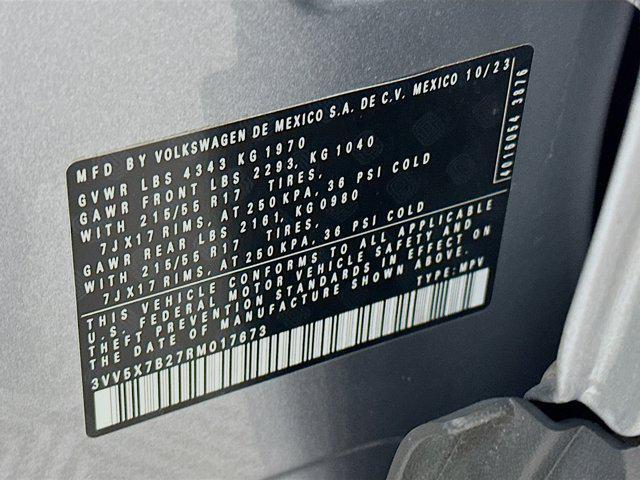 MFD BY VOLKSWAGEN DE MEXICO S.A. DE C.V. MEXICO 10/23
GVWR LBS 4343 KG 1970
GAWR FRONT LBS 2293, KG 1040
WITH 215/55 R17 TIRES,
7JX17 RIMS, AT 250 KPA, 36 PSI COLD
GAWR REAR LBS 2161, KG0980
WITH 215/55 R17 TIRES,
7JX17 RIMS, AT 250 KPA, 36 PSI COLD
THIS VEHICLE CONFORMS TO ALL APPLICABLE
U.S. FEDERAL MOTOR VEHICLE SAFETY AND
THEFT PREVENTION STANDARDS IN EFFECT ON
THE DATE OF MANUFACTURE SHOWN ABOVE.
3VV5X7B27RM017673 TYPE: MPV